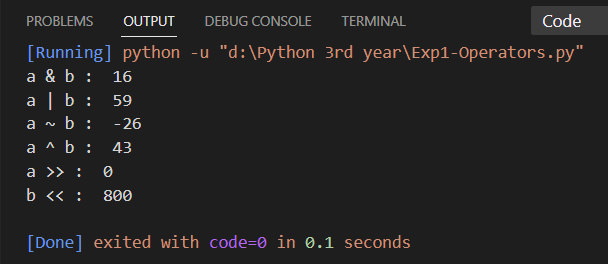 PROBLEMS OUTPUT DEBUG CONSOLE TERMINAL Code
[Running] python -u "d:\Python 3rd year\Exp1-Operators.py"
a & b :  16
a | b :  59
a ~ b :  -26
a ^ b :  43
a >> :  0
b << :  800
[Done] exited with code=0 in 0.1 seconds